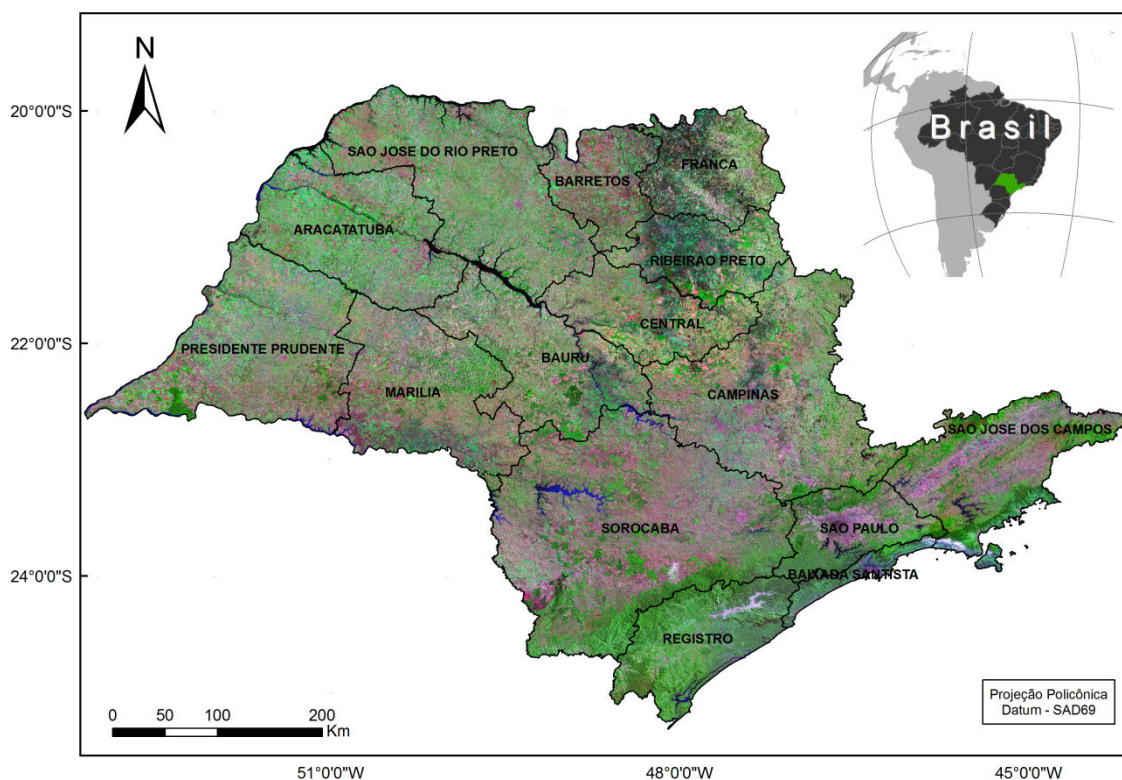 N
20°0'0"S
22°0'0"S
24°0'0"S
SAO JOSE DO RIO PRETO
BARRETOS
FRANCA
ARACATATUBA
RIBEIRAO PRETO
CENTRAL
PRESIDENTE PRUDENTE
BAURU
MARILIA
CAMPINAS
SAO JOSE DOS CAMPOS
SOROCABA
SAO PAULO
BAIXADA SANTISTA
REGISTRO
Brasil
0 50 100 200
Km
Projeção Policônica
Datum - SAD69
51°0'0"W 48°0'0"W 45°0'0"W